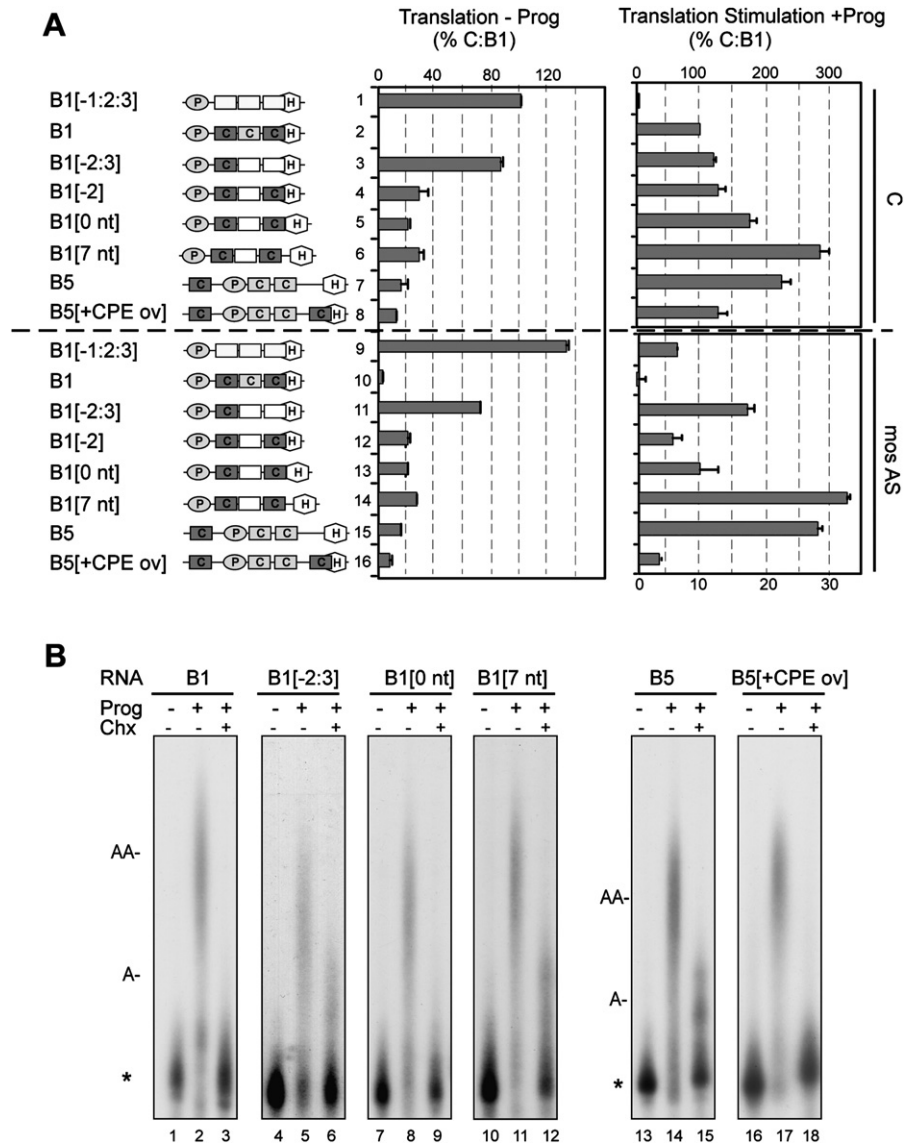 A
Translation - Prog
(% C:B1)
Translation Stimulation +Prog
(% C:B1)
0 40 80 120
0 100 200 300
B1[-1:2:3] P H 1
B1 P C C C H 2
B1[-2:3] P C H 3
B1[-2] P C C H 4
B1[0 nt] P C C H 5
B1[7 nt] P C C H 6
B5 C P C C H 7
B5[+CPE ov] C P C C C H 8
C
B1[-1:2:3] P H 9
B1 P C C C H 10
B1[-2:3] P C H 11
B1[-2] P C C H 12
B1[0 nt] P C C H 13
B1[7 nt] P C C H 14
B5 C P C C H 15
B5[+CPE ov] C P C C C H 16
mos AS
0 10 20 30
B
RNA B1 B1[-2:3] B1[0 nt] B1[7 nt] B5 B5[+CPE ov]
Prog - + + - + + - + + - + + - + + - + +
Chx - - + - - + - - + - - + - - + - - +
AA-
A-
*
AA-
A-
*
1 2 3 4 5 6 7 8 9 10 11 12 13 14 15 16 17 18